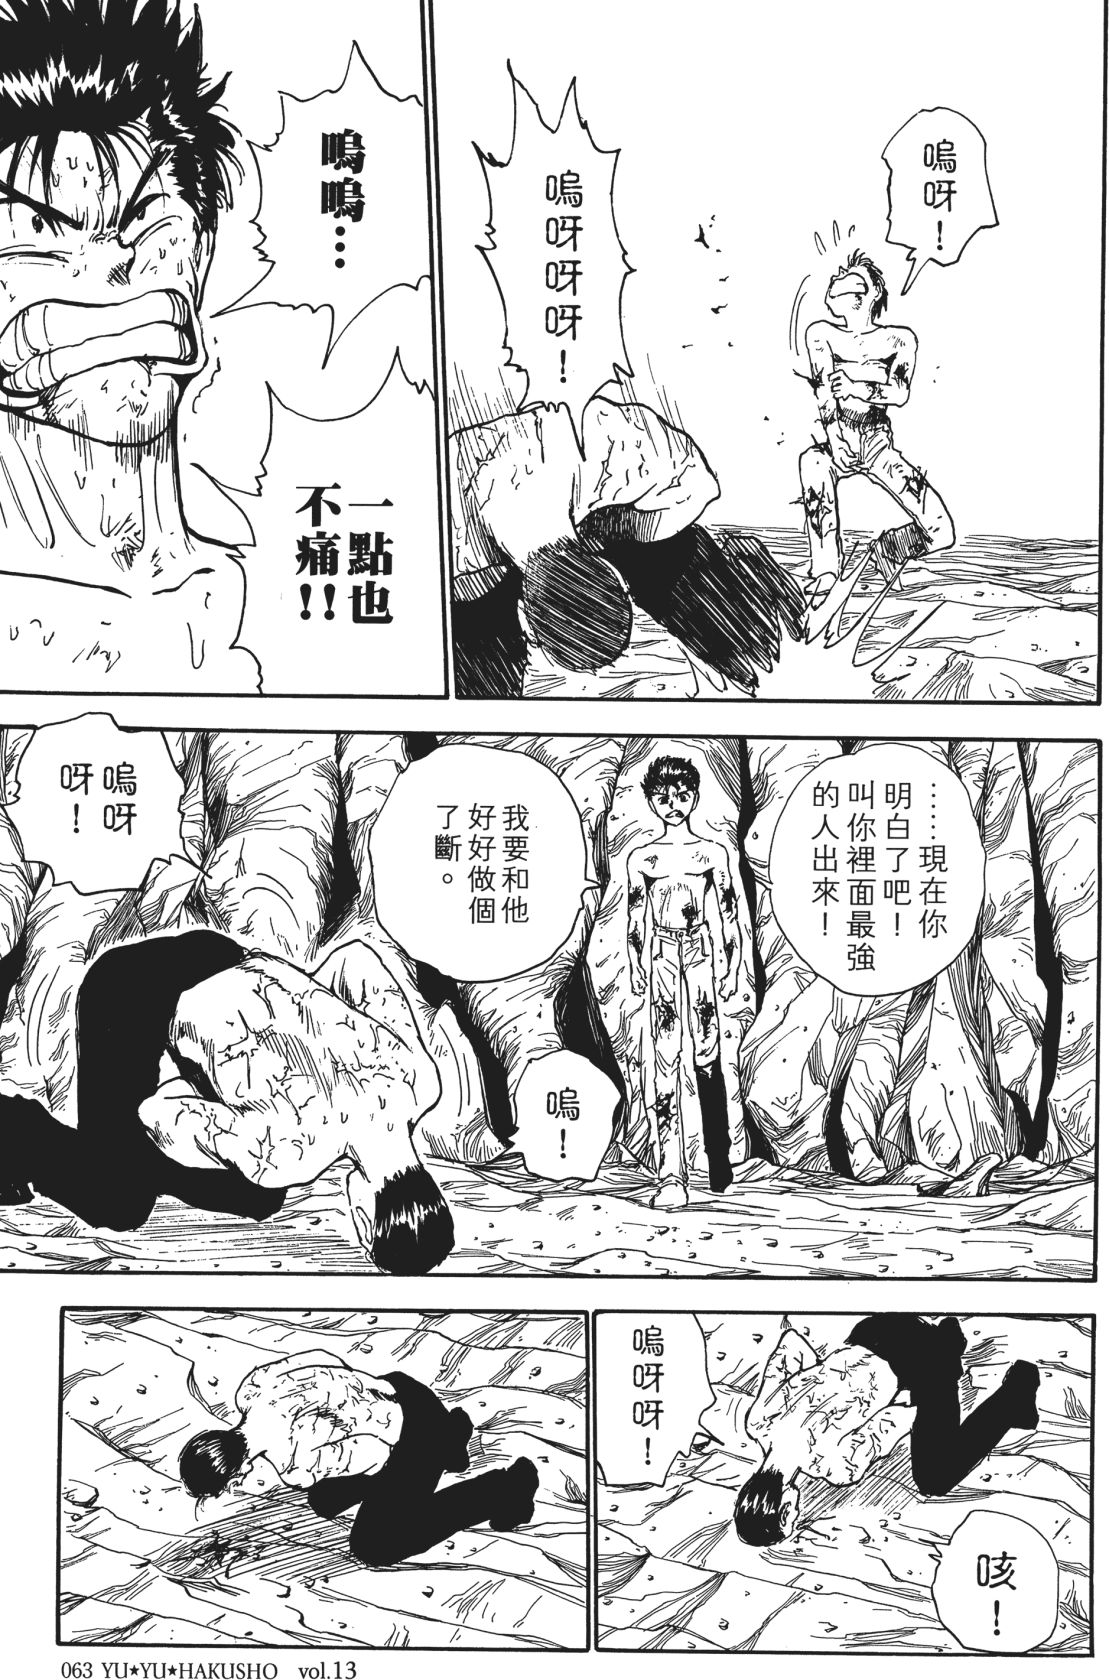 嗚呀！
嗚呀呀呀！
嗚嗚…
一點也
不痛!!
……現在你
明白了吧！
叫你裡面最強
的人出來！
我要和他
好好做個
了斷。
嗚！
嗚呀
呀！
嗚呀呀！
咳！
063 YU★YU★HAKUSHO vol.13